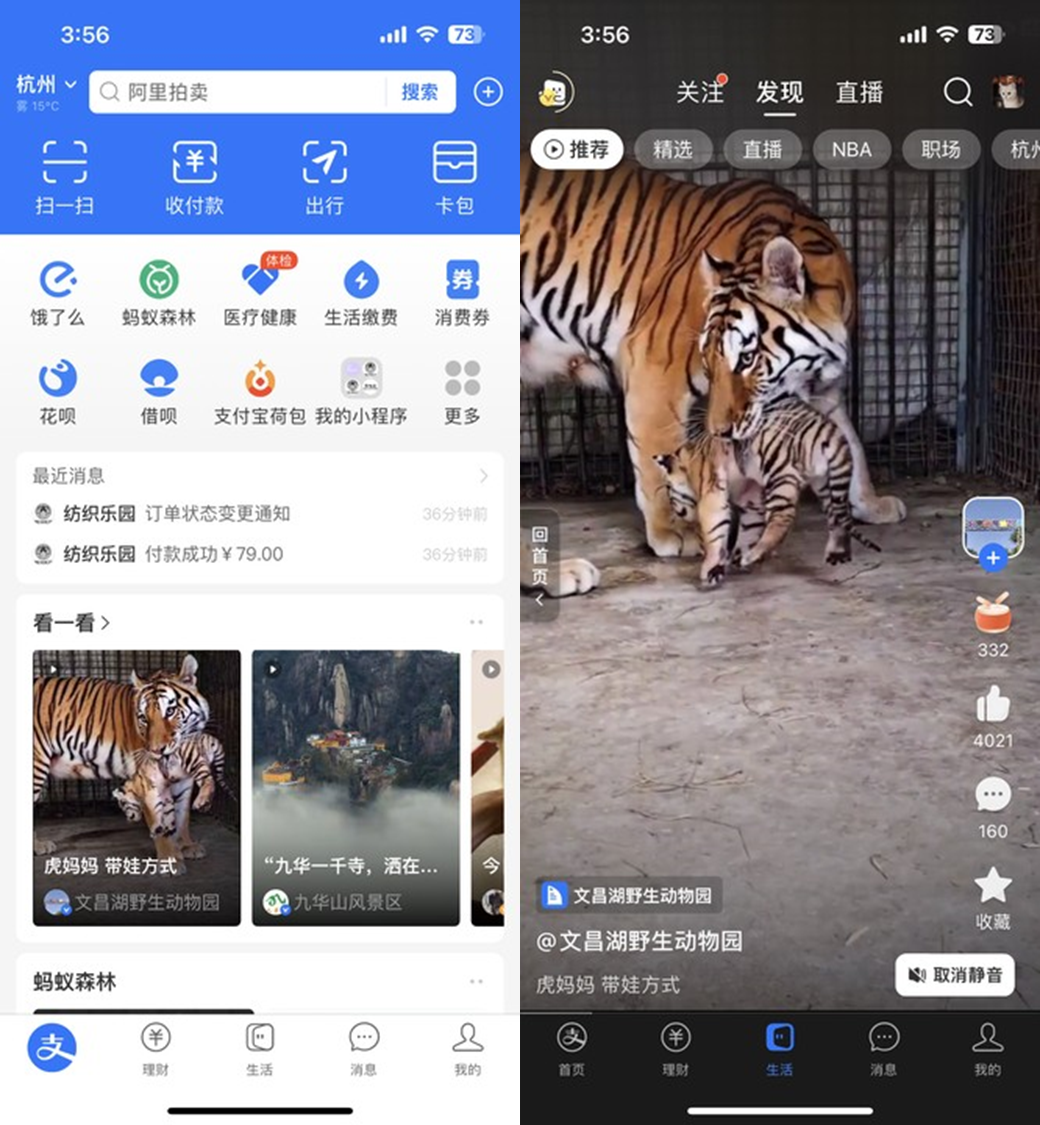 3:56
73
杭州
雾 15°C
阿里拍卖
搜索
扫一扫
收付款
出行
卡包
饿了么
蚂蚁森林
体检
医疗健康
生活缴费
券
消费券
花呗
借呗
支付宝荷包
我的小程序
更多
最近消息
纺织乐园 订单状态变更通知 36分钟前
纺织乐园 付款成功￥79.00 36分钟前
看一看
虎妈妈 带娃方式
文昌湖野生动物园
“九华一千寺，洒在...
九华山风景区
今
蚂蚁森林
支
理财
生活
消息
我的
3:56
73
关注
发现
直播
推荐
精选
直播
NBA
职场
杭州
回首页
332
4021
160
收藏
文昌湖野生动物园
@文昌湖野生动物园
虎妈妈 带娃方式
取消静音
首页
理财
生活
消息
我的